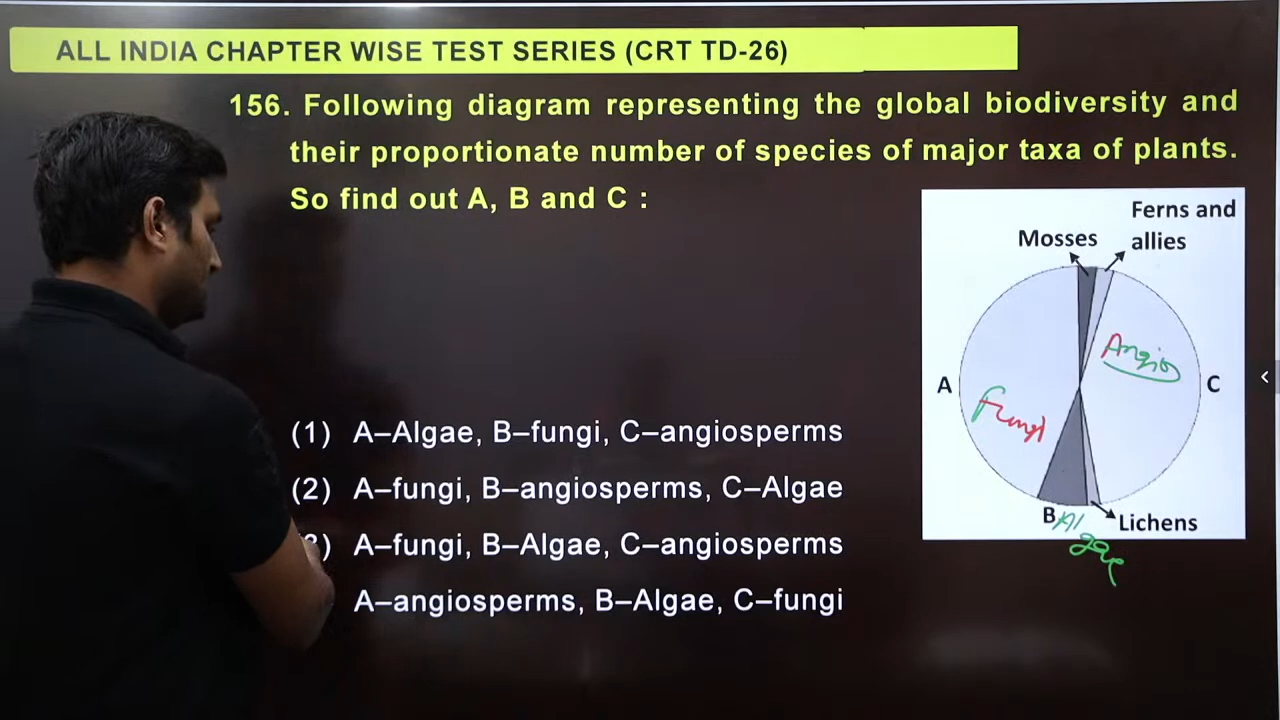 ALL INDIA CHAPTER WISE TEST SERIES (CRT TD-26)
156. Following diagram representing the global biodiversity and
their proportionate number of species of major taxa of plants.
So find out A, B and C :
Ferns and
allies
Mosses
Angio
A
C
Fungi
B
Algae
Lichens
(1) A–Algae, B–fungi, C–angiosperms
(2) A–fungi, B–angiosperms, C–Algae
A–fungi, B–Algae, C–angiosperms
A–angiosperms, B–Algae, C–fungi